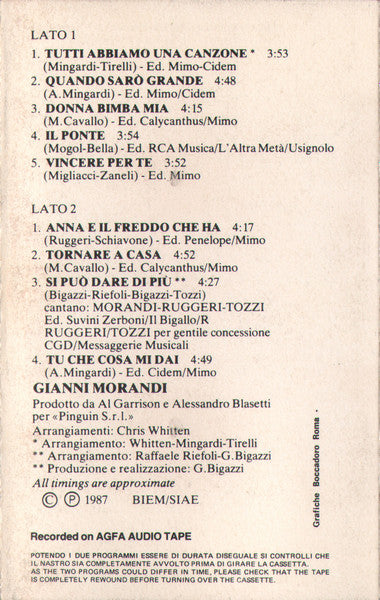 LATO 1
1. TUTTI ABBIAMO UNA CANZONE * 3:53
(Mingardi-Tirelli) - Ed. Mimo-Cidem
2. QUANDO SARÒ GRANDE 4:48
(A.Mingardi) - Ed. Mimo/Cidem
3. DONNA BIMBA MIA 4:15
(M.Cavallo) - Ed. Calycanthus/Mimo
4. IL PONTE 3:54
(Mogol-Bella) - Ed. RCA Musica/L'Altra Metà/Usignolo
5. VINCERE PER TE 3:52
(Migliacci-Zaneli) - Ed. Mimo
LATO 2
1. ANNA E IL FREDDO CHE HA 4:17
(Ruggeri-Schiavone) - Ed. Penelope/Mimo
2. TORNARE A CASA 4:52
(M.Cavallo) - Ed. Calycanthus/Mimo
3. SI PUÒ DARE DI PIÙ ** 4:27
(Bigazzi-Riefoli-Bigazzi-Tozzi)
cantano: MORANDI-RUGGERI-TOZZI
Ed. Suvini Zerboni/Il Bigallo/R
RUGGERI/TOZZI per gentile concessione
CGD/Messaggerie Musicali
4. TU CHE COSA MI DAI 4:49
(A.Mingardi) - Ed. Cidem/Mimo
GIANNI MORANDI
Prodotto da Al Garrison e Alessandro Blasetti
per «Pinguin S.r.l.»
Arrangiamenti: Chris Whitten
* Arrangiamento: Whitten-Mingardi-Tirelli
** Arrangiamento: Raffaele Riefoli-G.Bigazzi
** Produzione e realizzazione: G.Bigazzi
All timings are approximate
© ℗ 1987 BIEM/SIAE
Grafiche Boccadoro Roma.
Recorded on AGFA AUDIO TAPE
POTENDO I DUE PROGRAMMI ESSERE DI DURATA DISEGUALE SI CONTROLLI CHE
IL NASTRO SIA COMPLETAMENTE AVVOLTO PRIMA DI GIRARE LA CASSETTA.
AS THE TWO PROGRAMS COULD DIFFER IN TIME, PLEASE CHECK THAT THE TAPE
IS COMPLETELY REWOUND BEFORE TURNING OVER THE CASSETTE.